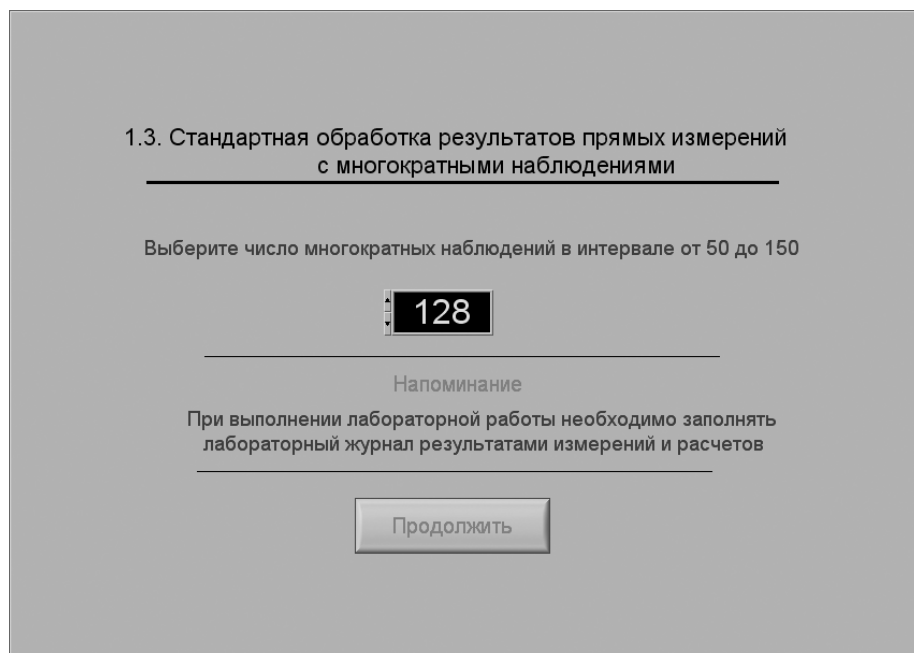 1.3. Стандартная обработка результатов прямых измерений
с многократными наблюдениями
Выберите число многократных наблюдений в интервале от 50 до 150
128
Напоминание
При выполнении лабораторной работы необходимо заполнять
лабораторный журнал результатами измерений и расчетов
Продолжить